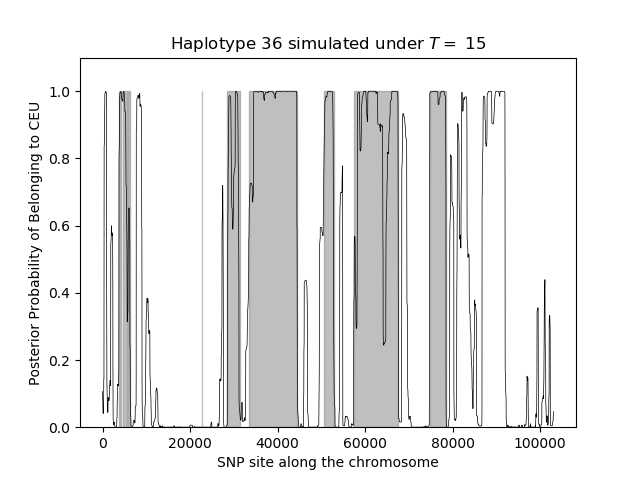 Haplotype 36 simulated under T = 15
1.0
0.8
0.6
0.4
0.2
0.0
Posterior Probability of Belonging to CEU
0 20000 40000 60000 80000 100000
SNP site along the chromosome